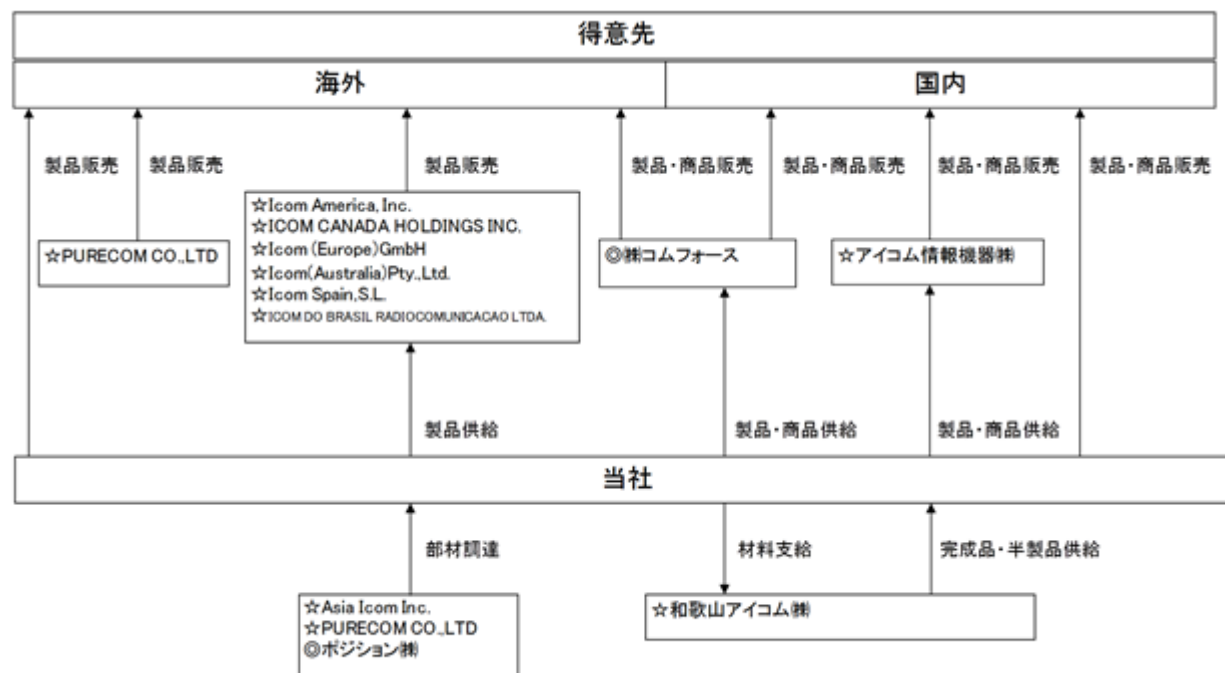 得意先
海外
国内
製品販売
製品販売
製品販売
製品・商品販売
製品・商品販売
製品・商品販売
製品・商品販売
☆PURECOM CO.,LTD
☆Icom America,Inc.
☆ICOM CANADA HOLDINGS INC.
☆Icom(Europe)GmbH
☆Icom(Australia)Pty.,Ltd.
☆Icom Spain,S.L.
☆ICOM DO BRASIL RADIOCOMUNICACAO LTDA.
◎㈱コムフォース
☆アイコム情報機器㈱
製品供給
製品・商品供給
製品・商品供給
当社
部材調達
材料支給
完成品・半製品供給
☆Asia Icom Inc.
☆PURECOM CO.,LTD
◎ポジション㈱
☆和歌山アイコム㈱